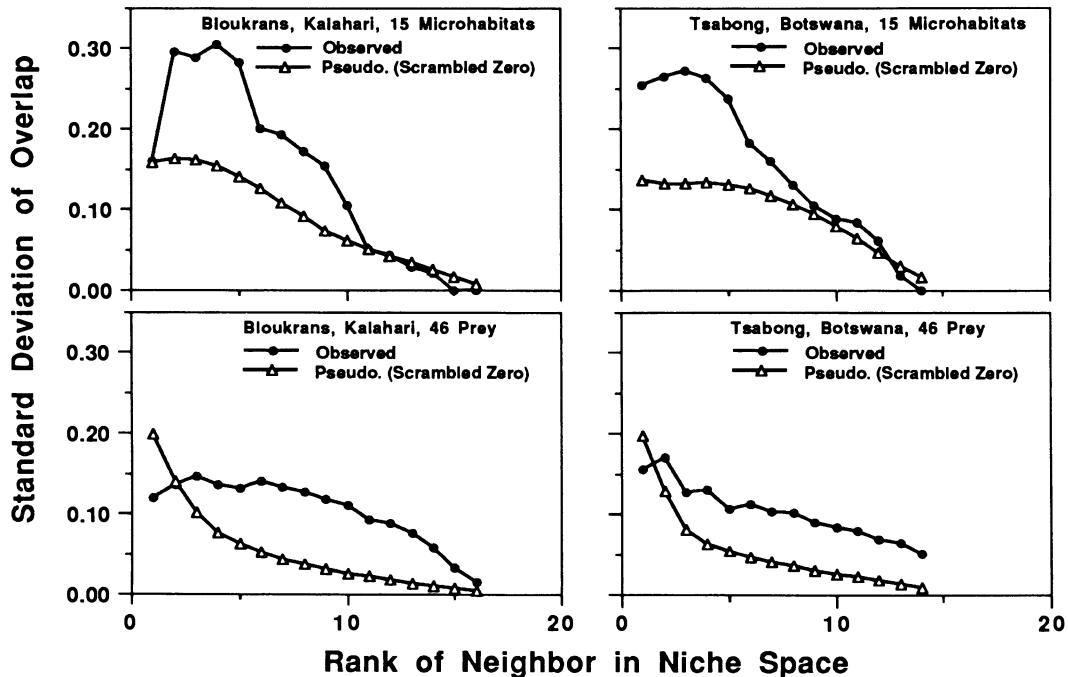 Standard Deviation of Overlap
Bloukrans, Kalahari, 15 Microhabitats
Observed
Pseudo. (Scrambled Zero)
0.30
0.20
0.10
0.00
Tsabong, Botswana, 15 Microhabitats
Observed
Pseudo. (Scrambled Zero)
Bloukrans, Kalahari, 46 Prey
Observed
Pseudo. (Scrambled Zero)
0.30
0.20
0.10
0.00
0 10 20
Tsabong, Botswana, 46 Prey
Observed
Pseudo. (Scrambled Zero)
0 10 20
Rank of Neighbor in Niche Space